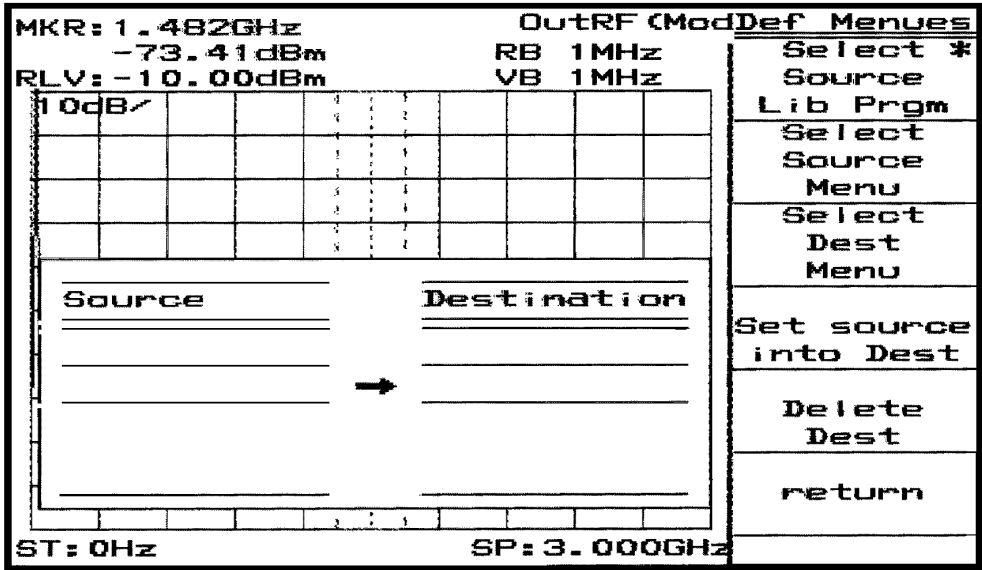 MKR:1.482GHz
-73.41dBm
RLV:-10.00dBm
OutRF(Mod
RB 1MHz
VB 1MHz
10dB/
Source
Destination
ST:0Hz
SP:3.000GHz
Def Menues
Select *
Source
Lib Prgm
Select
Source
Menu
Select
Dest
Menu
Set source
into Dest
Delete
Dest
return